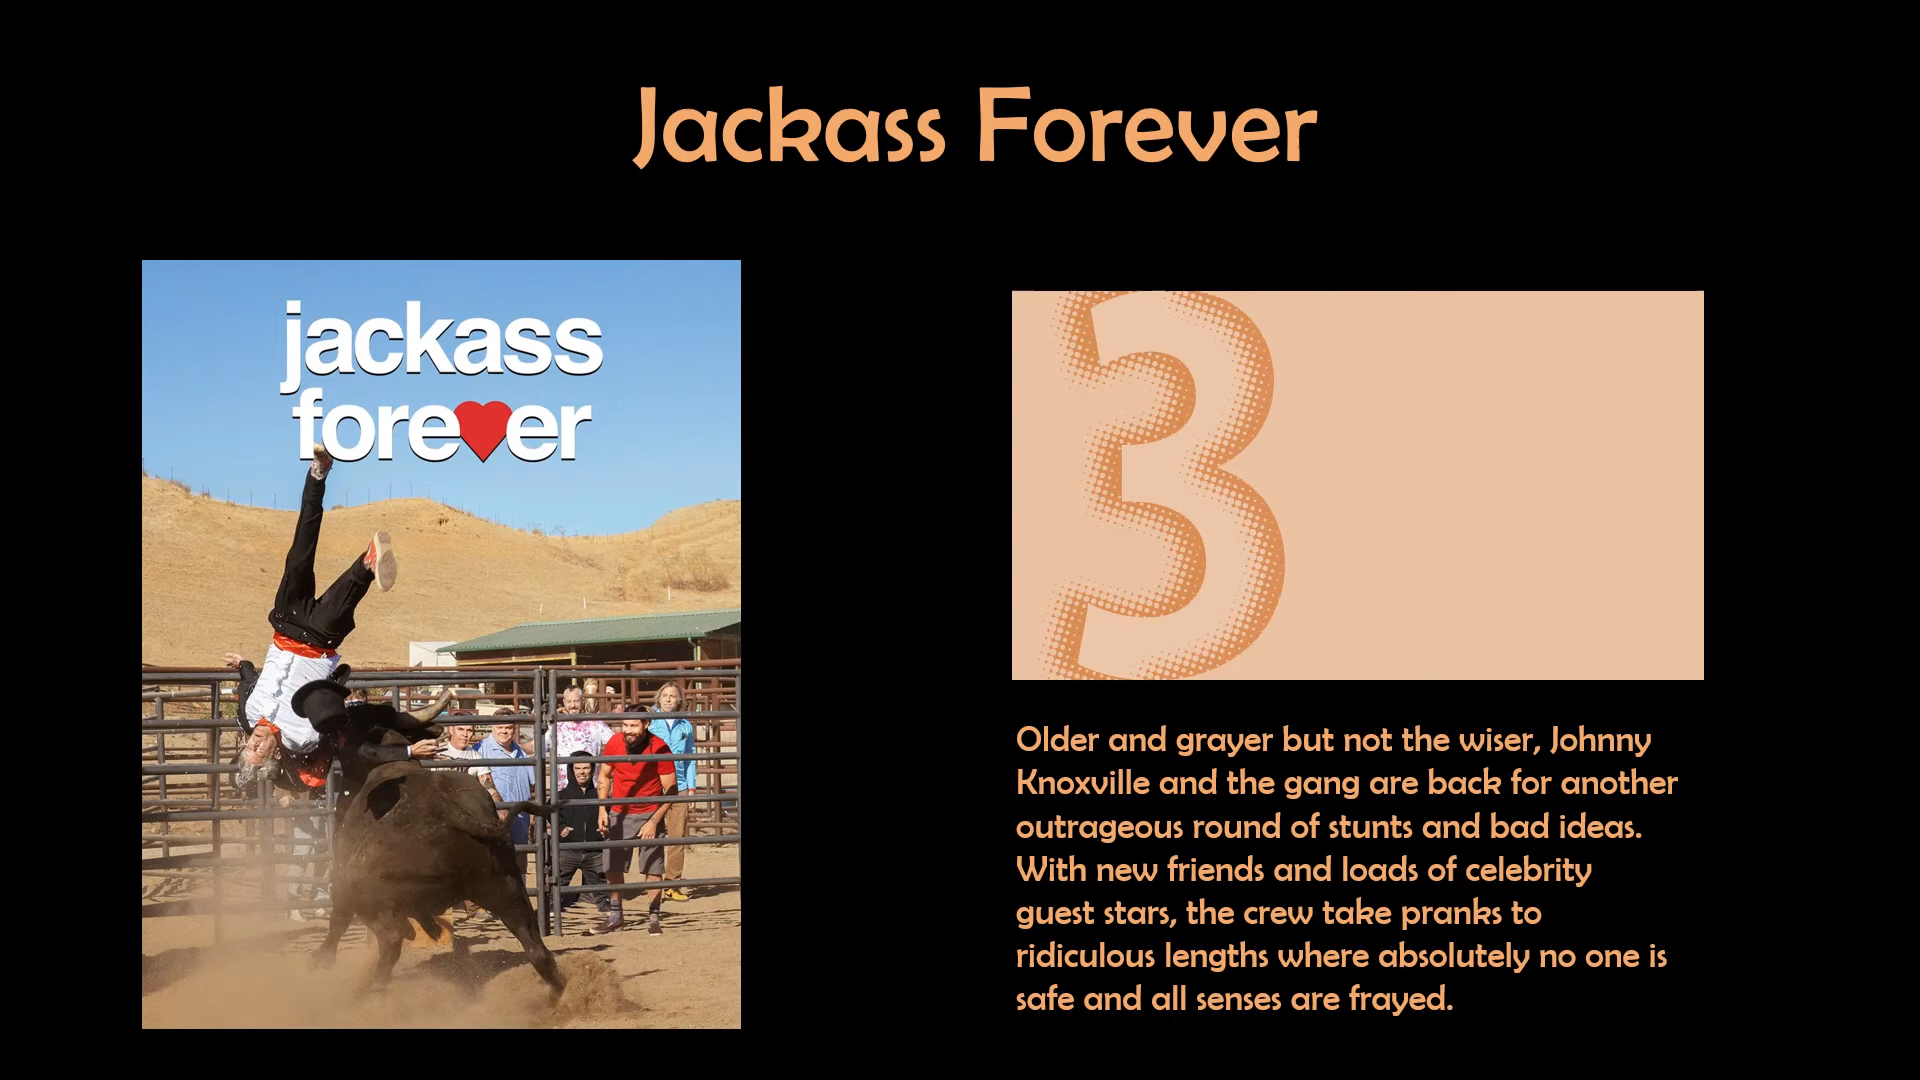 Jackass Forever
jackass
fore❤er
3
Older and grayer but not the wiser, Johnny
Knoxville and the gang are back for another
outrageous round of stunts and bad ideas.
With new friends and loads of celebrity
guest stars, the crew take pranks to
ridiculous lengths where absolutely no one is
safe and all senses are frayed.